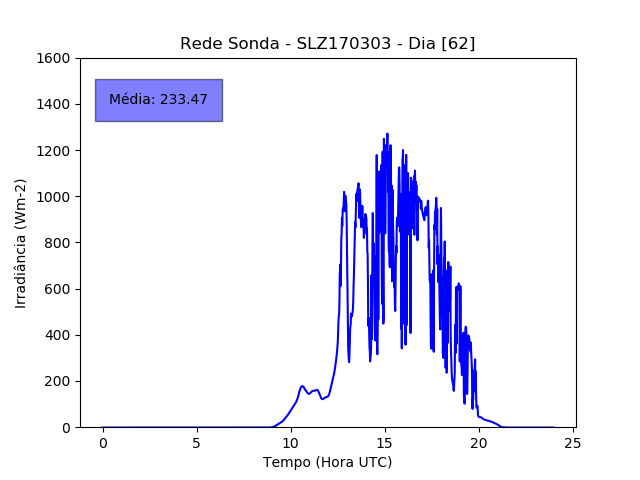 Rede Sonda - SLZ170303 - Dia [62]
Média: 233.47
Irradiância (Wm-2)
1600
1400
1200
1000
800
600
400
200
0
0 5 10 15 20 25
Tempo (Hora UTC)